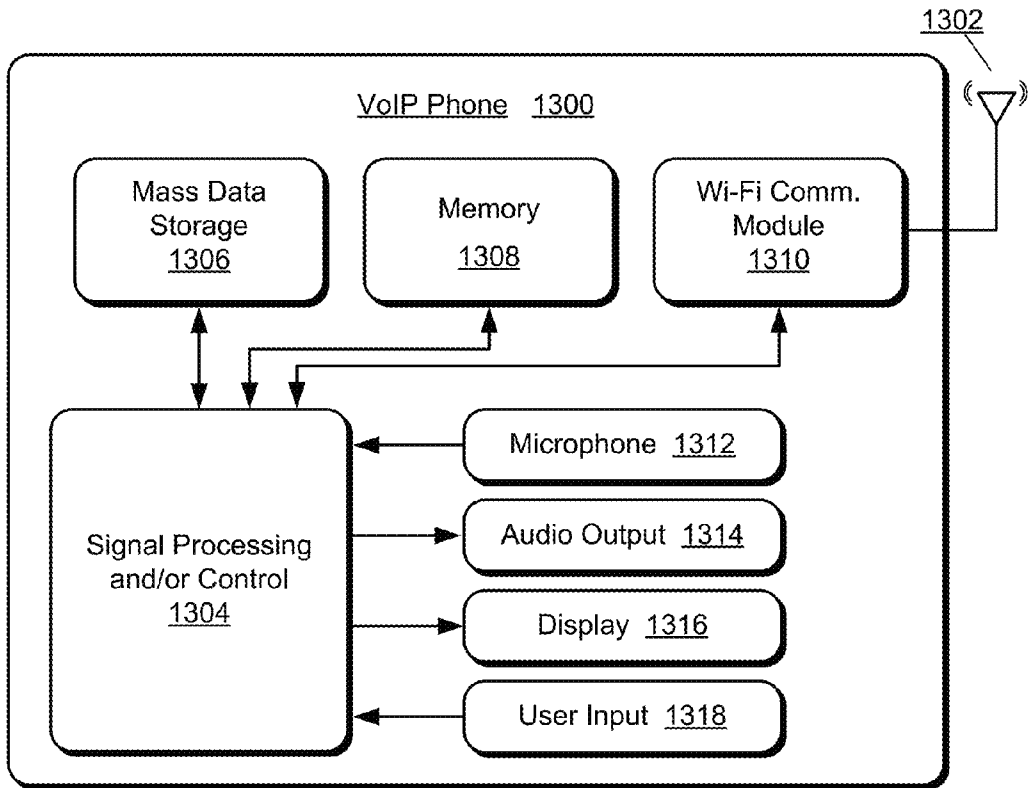 1302
VoIP Phone 1300
Mass Data
Storage
1306
Memory
1308
Wi-Fi Comm.
Module
1310
Signal Processing
and/or Control
1304
Microphone 1312
Audio Output 1314
Display 1316
User Input 1318